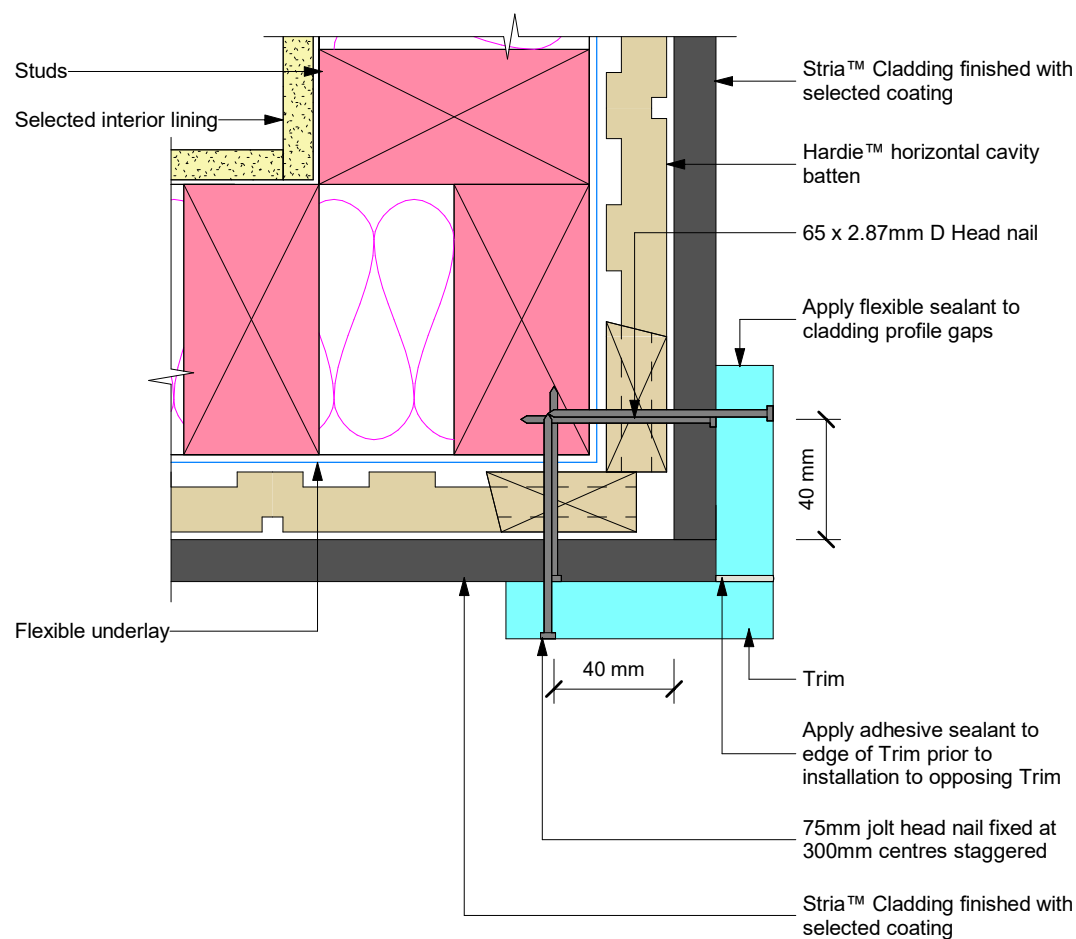 Studs
Selected interior lining
Flexible underlay
Stria™ Cladding finished with
selected coating
Hardie™ horizontal cavity
batten
65 x 2.87mm D Head nail
Apply flexible sealant to
cladding profile gaps
40 mm
40 mm
Trim
Apply adhesive sealant to
edge of Trim prior to
installation to opposing Trim
75mm jolt head nail fixed at
300mm centres staggered
Stria™ Cladding finished with
selected coating